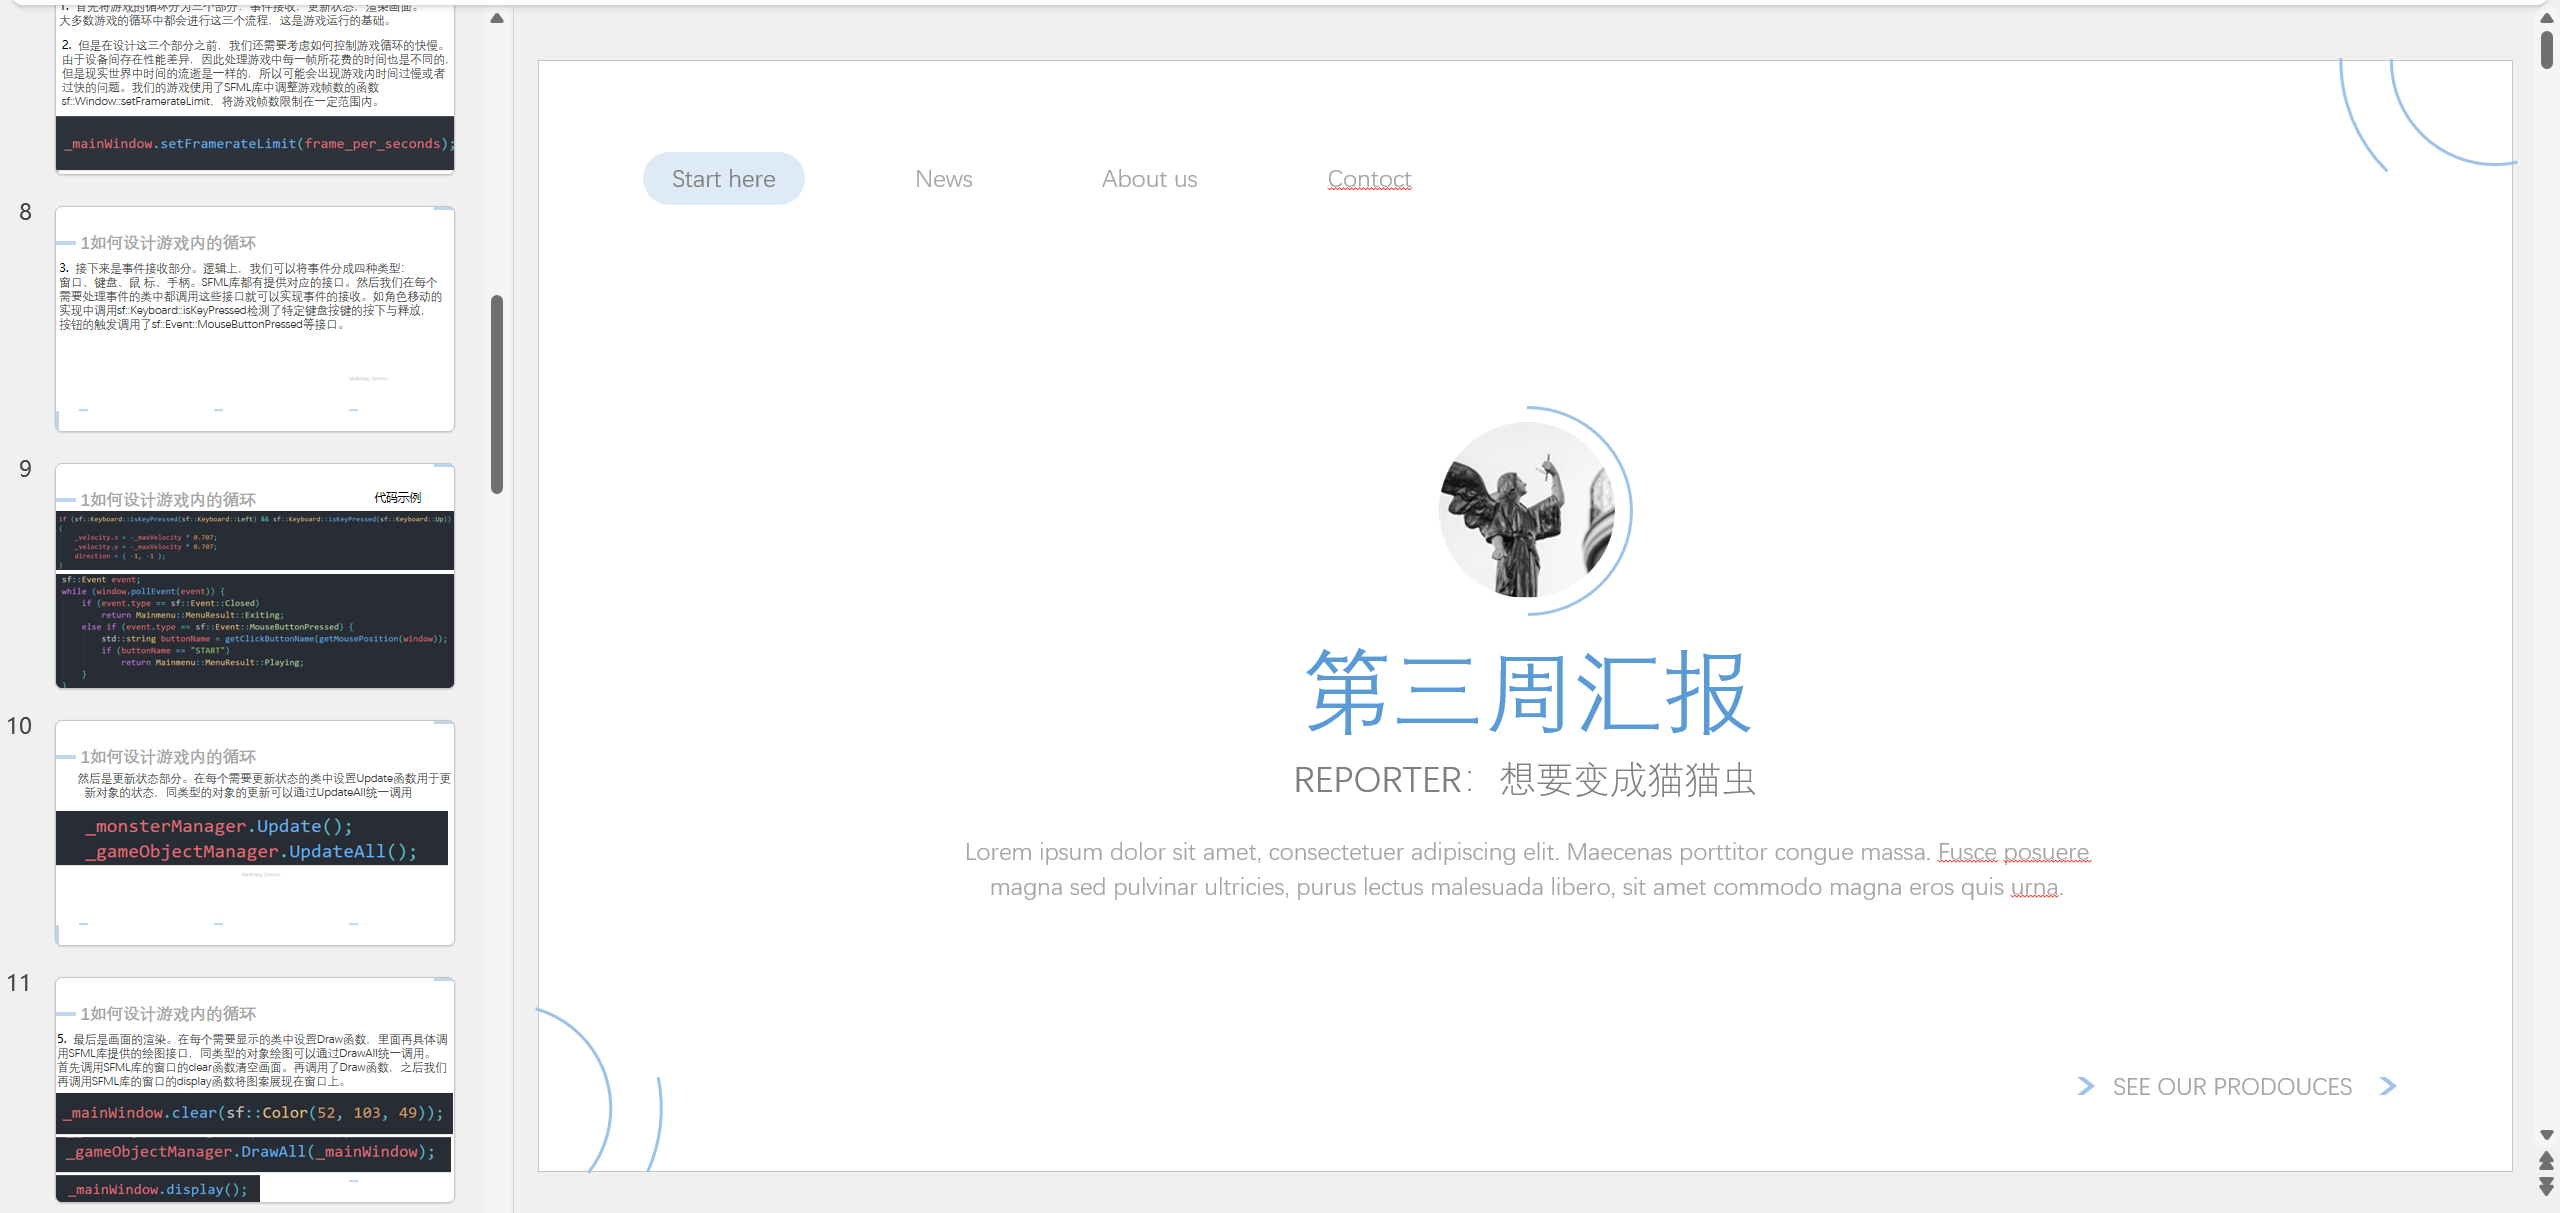 1. 首先将游戏的循环分为三个部分：事件接收，更新状态，渲染画面。
大多数游戏的循环中都会进行这三个流程，这是游戏运行的基础。
2. 但是在设计这三个部分之前，我们还需要考虑如何控制游戏循环的快慢。
由于设备间存在性能差异，因此处理游戏中每一帧所花费的时间也是不同的，
但是现实世界中时间的流逝是一样的，所以可能会出现游戏内时间过慢或者
过快的问题。我们的游戏使用了SFML库中调整游戏帧数的函数
sf::Window::setFramerateLimit，将游戏帧数限制在一定范围内。
_mainWindow.setFramerateLimit(frame_per_seconds);
8
1如何设计游戏内的循环
3. 接下来是事件接收部分。逻辑上，我们可以将事件分成四种类型：
窗口、键盘、鼠 标、手柄。SFML库都有提供对应的接口。然后我们在每个
需要处理事件的类中都调用这些接口就可以实现事件的接收。如角色移动的
实现中调用sf::Keyboard::isKeyPressed检测了特定键盘按键的按下与释放，
按钮的触发调用了sf::Event::MouseButtonPressed等接口。
Marketing Director
9
1如何设计游戏内的循环
代码示例
if (sf::Keyboard::isKeyPressed(sf::Keyboard::Left) && sf::Keyboard::isKeyPressed(sf::Keyboard::Up))
{
_velocity.x = -_maxVelocity * 0.707;
_velocity.y = -_maxVelocity * 0.707;
direction = { -1, -1 };
}
sf::Event event;
while (window.pollEvent(event)) {
if (event.type == sf::Event::Closed)
return Mainmenu::MenuResult::Exiting;
else if (event.type == sf::Event::MouseButtonPressed) {
std::string buttonName = getClickButtonName(getMousePosition(window));
if (buttonName == "START")
return Mainmenu::MenuResult::Playing;
}
}
10
1如何设计游戏内的循环
然后是更新状态部分。在每个需要更新状态的类中设置Update函数用于更
新对象的状态，同类型的对象的更新可以通过UpdateAll统一调用
_monsterManager.Update();
_gameObjectManager.UpdateAll();
Marketing Director
11
1如何设计游戏内的循环
5. 最后是画面的渲染。在每个需要显示的类中设置Draw函数，里面再具体调
用SFML库提供的绘图接口，同类型的对象绘图可以通过DrawAll统一调用。
首先调用SFML库的窗口的clear函数清空画面。再调用了Draw函数，之后我们
再调用SFML库的窗口的display函数将图案展现在窗口上。
_mainWindow.clear(sf::Color(52, 103, 49));
_gameObjectManager.DrawAll(_mainWindow);
_mainWindow.display();
Start here News About us Contoct
第三周汇报
REPORTER：想要变成猫猫虫
Lorem ipsum dolor sit amet, consectetuer adipiscing elit. Maecenas porttitor congue massa. Fusce posuere
magna sed pulvinar ultricies, purus lectus malesuada libero, sit amet commodo magna eros quis urna.
SEE OUR PRODOUCES